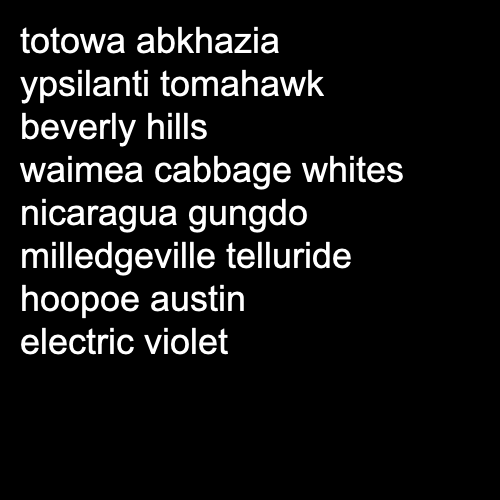 totowa abkhazia
ypsilanti tomahawk
beverly hills
waimea cabbage whites
nicaragua gungdo
milledgeville telluride
hoopoe austin
electric violet